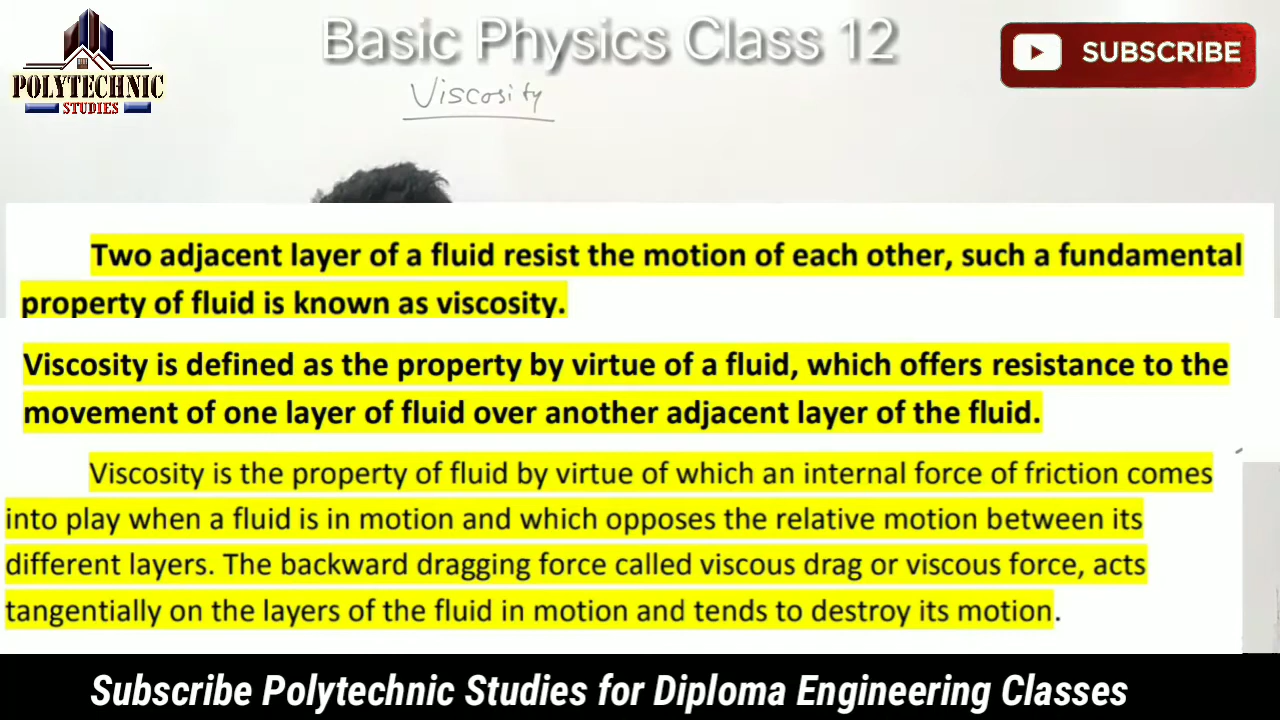 Basic Physics Class 12
POLYTECHNIC
STUDIES
SUBSCRIBE
Viscosity
Two adjacent layer of a fluid resist the motion of each other, such a fundamental
property of fluid is known as viscosity.
Viscosity is defined as the property by virtue of a fluid, which offers resistance to the
movement of one layer of fluid over another adjacent layer of the fluid.
Viscosity is the property of fluid by virtue of which an internal force of friction comes
into play when a fluid is in motion and which opposes the relative motion between its
different layers. The backward dragging force called viscous drag or viscous force, acts
tangentially on the layers of the fluid in motion and tends to destroy its motion.
Subscribe Polytechnic Studies for Diploma Engineering Classes